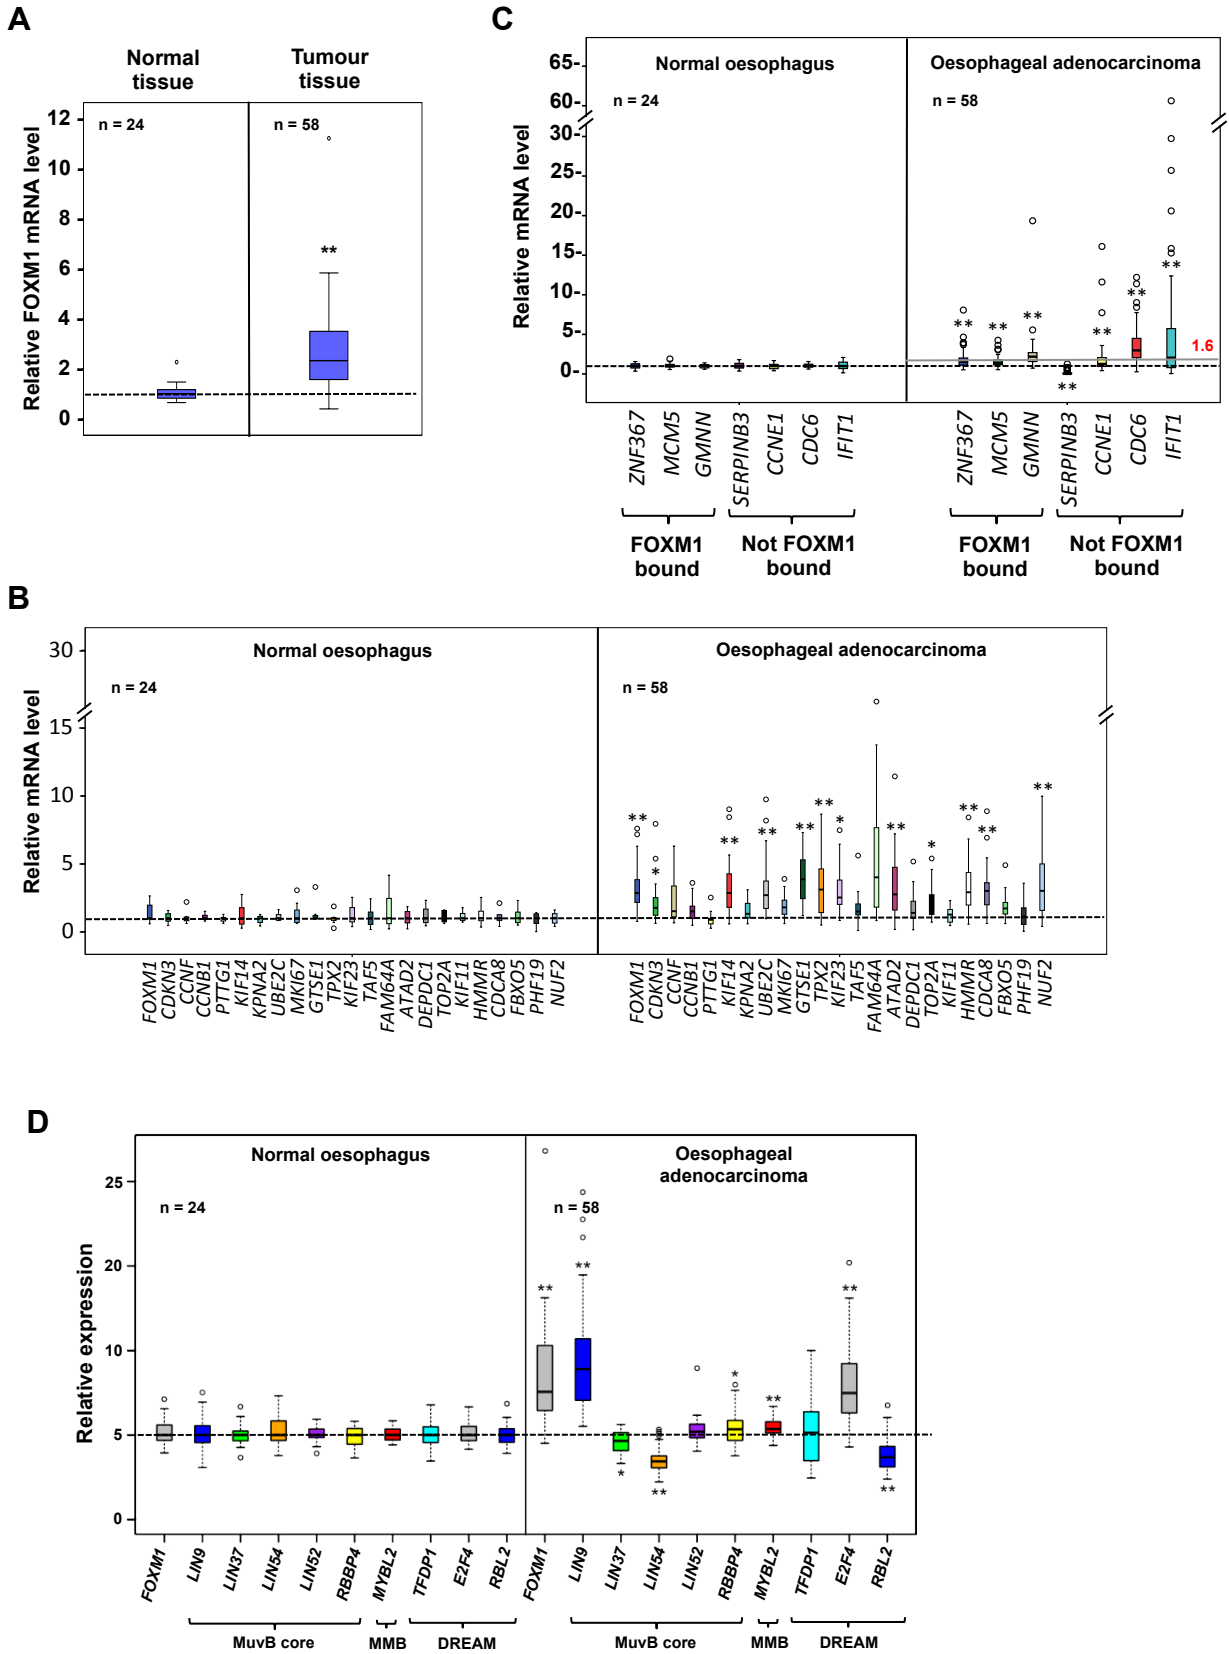 A
Normal tissue
Tumour tissue
Relative FOXM1 mRNA level
12
10
8
6
4
2
0
n = 24
n = 58
**
C
Relative mRNA level
65-
60-
30-
25-
20-
15-
10-
5-
0-
Normal oesophagus
Oesophageal adenocarcinoma
n = 24
n = 58
** ** ** ** ** ** **
1.6
ZNF367 MCM5 GMNN SERPINB3 CCNE1 CDC6 IFIT1
ZNF367 MCM5 GMNN SERPINB3 CCNE1 CDC6 IFIT1
FOXM1 bound
Not FOXM1 bound
FOXM1 bound
Not FOXM1 bound
B
Relative mRNA level
30
15
10
5
0
Normal oesophagus
Oesophageal adenocarcinoma
n = 24
n = 58
** * ** ** ** ** * ** * ** ** **
FOXM1 CDKN3 CCNF CCNB1 PTTG1 KIF14 KPNA2 UBE2C MKI67 GTSE1 TPX2 KIF23 TAF5 FAM64A ATAD2 DEPDC1 TOP2A KIF11 HMMR CDCA8 FBXO5 PHF19 NUF2
FOXM1 CDKN3 CCNF CCNB1 PTTG1 KIF14 KPNA2 UBE2C MKI67 GTSE1 TPX2 KIF23 TAF5 FAM64A ATAD2 DEPDC1 TOP2A KIF11 HMMR CDCA8 FBXO5 PHF19 NUF2
D
Relative expression
25
20
10
5
0
Normal oesophagus
Oesophageal
adenocarcinoma
n = 24
n = 58
** ** * ** * ** ** **
FOXM1 LIN9 LIN37 LIN54 LIN52 RBBP4 MYBL2 TFDP1 E2F4 RBL2
FOXM1 LIN9 LIN37 LIN54 LIN52 RBBP4 MYBL2 TFDP1 E2F4 RBL2
MuvB core
MMB
DREAM
MuvB core
MMB
DREAM